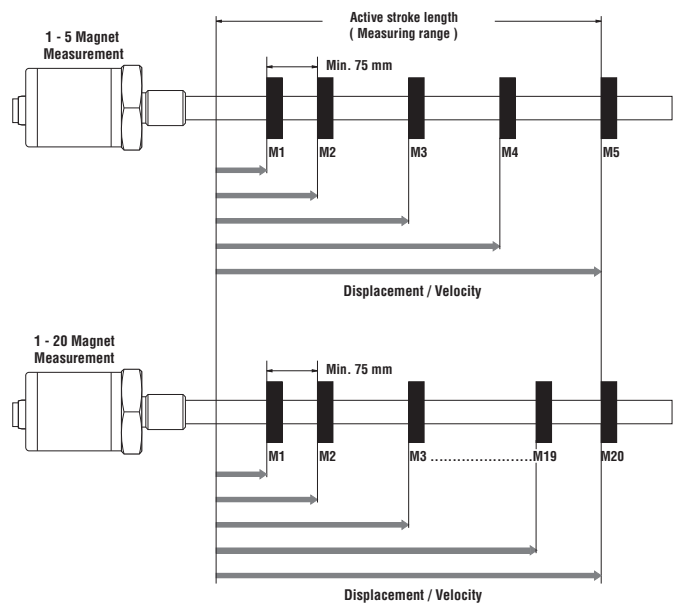 Active stroke length
( Measuring range )
1 - 5 Magnet
Measurement
Min. 75 mm
M1 M2 M3 M4 M5
Displacement / Velocity
1 - 20 Magnet
Measurement
Min. 75 mm
M1 M2 M3 ........................ M19 M20
Displacement / Velocity